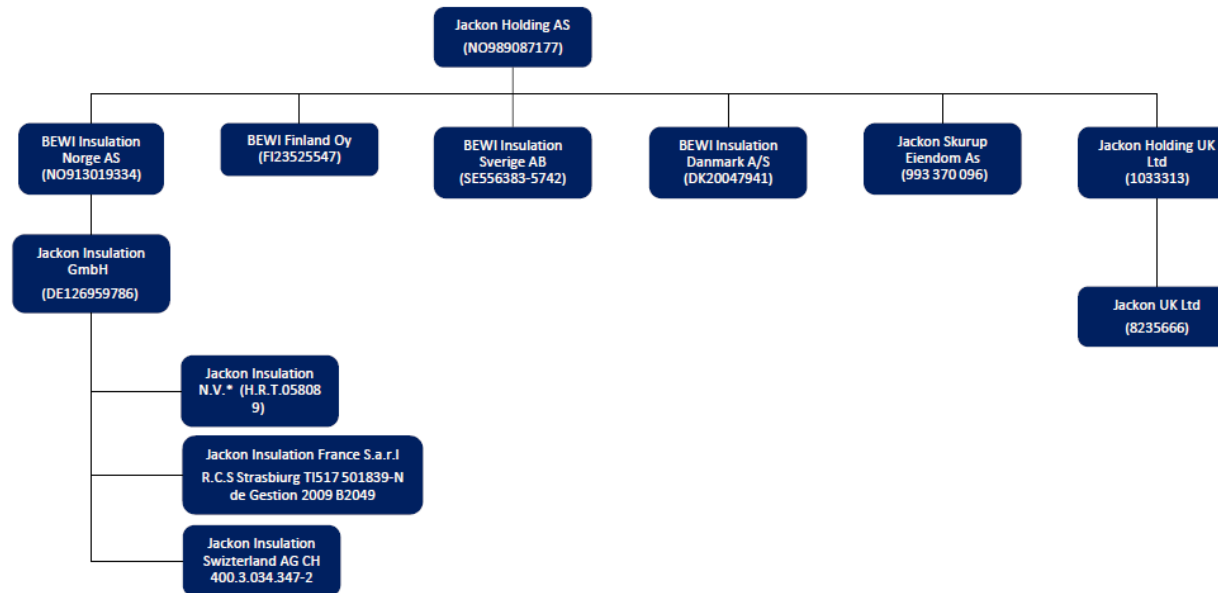 Jackon Holding AS
(NO989087177)
BEWI Insulation
Norge AS
(NO913019334)
BEWI Finland Oy
(FI23525547)
BEWI Insulation
Sverige AB
(SE556383-5742)
BEWI Insulation
Danmark A/S
(DK20047941)
Jackon Skurup
Eiendom As
(993 370 096)
Jackon Holding UK
Ltd
(1033313)
Jackon Insulation
GmbH
(DE126959786)
Jackon UK Ltd
(8235666)
Jackon Insulation
N.V.* (H.R.T.05808
9)
Jackon Insulation France S.a.r.l
R.C.S Strasbiurg TI517 501839-N
de Gestion 2009 B2049
Jackon Insulation
Swizterland AG CH
400.3.034.347-2